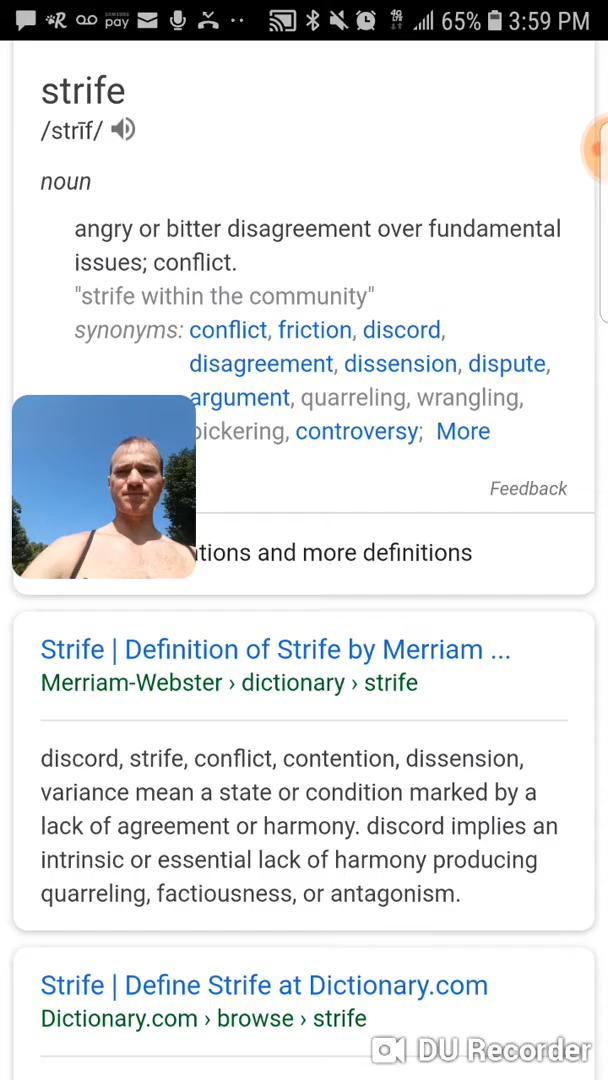 R pay 4G 65% 3:59 PM
strife
/strīf/
noun
angry or bitter disagreement over fundamental
issues; conflict.
"strife within the community"
synonyms: conflict, friction, discord,
disagreement, dissension, dispute,
argument, quarreling, wrangling,
bickering, controversy; More
Feedback
and more definitions
Strife | Definition of Strife by Merriam ...
Merriam-Webster › dictionary › strife
discord, strife, conflict, contention, dissension,
variance mean a state or condition marked by a
lack of agreement or harmony. discord implies an
intrinsic or essential lack of harmony producing
quarreling, factiousness, or antagonism.
Strife | Define Strife at Dictionary.com
Dictionary.com › browse › strife
DU Recorder